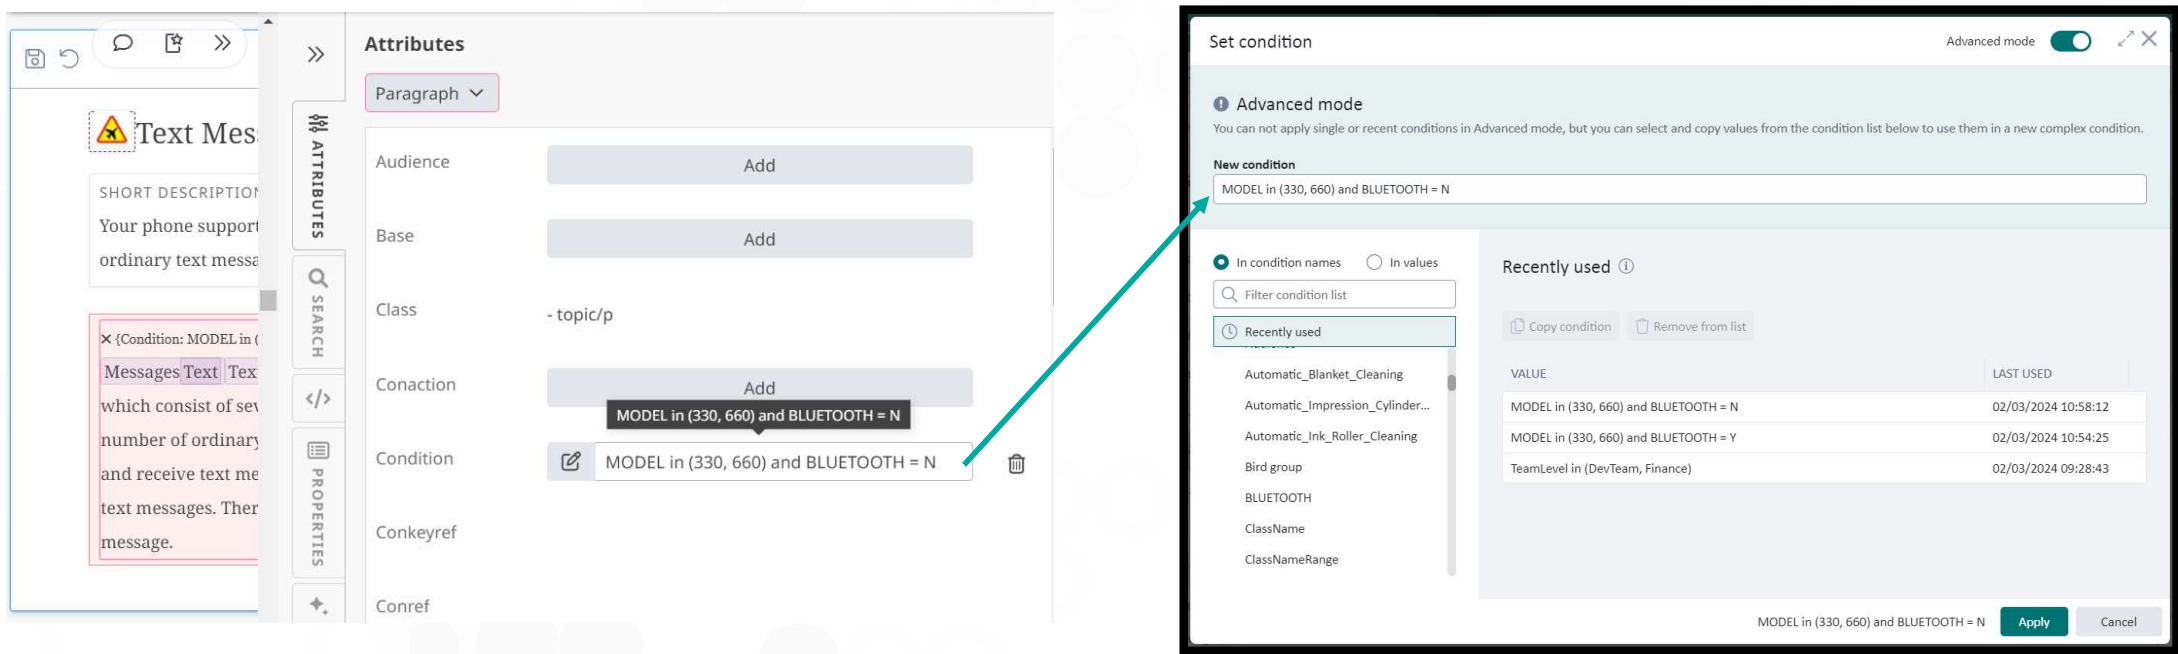 Text Mes
SHORT DESCRIPTION
Your phone support
ordinary text messa
× {Condition: MODEL in (
Messages Text Tex
which consist of sev
number of ordinary
and receive text me
text messages. Ther
message.
ATTRIBUTES
SEARCH
</>
PROPERTIES
Attributes
Paragraph
Audience
Add
Base
Add
Class
- topic/p
Conaction
Add
MODEL in (330, 660) and BLUETOOTH = N
Condition
MODEL in (330, 660) and BLUETOOTH = N
Conkeyref
Conref
Set condition
Advanced mode
Advanced mode
You can not apply single or recent conditions in Advanced mode, but you can select and copy values from the condition list below to use them in a new complex condition.
New condition
MODEL in (330, 660) and BLUETOOTH = N
In condition names
In values
Filter condition list
Recently used
Automatic_Blanket_Cleaning
Automatic_Impression_Cylinder...
Automatic_Ink_Roller_Cleaning
Bird group
BLUETOOTH
ClassName
ClassNameRange
Recently used
Copy condition
Remove from list
VALUE LAST USED
MODEL in (330, 660) and BLUETOOTH = N 02/03/2024 10:58:12
MODEL in (330, 660) and BLUETOOTH = Y 02/03/2024 10:54:25
TeamLevel in (DevTeam, Finance) 02/03/2024 09:28:43
MODEL in (330, 660) and BLUETOOTH = N
Apply
Cancel